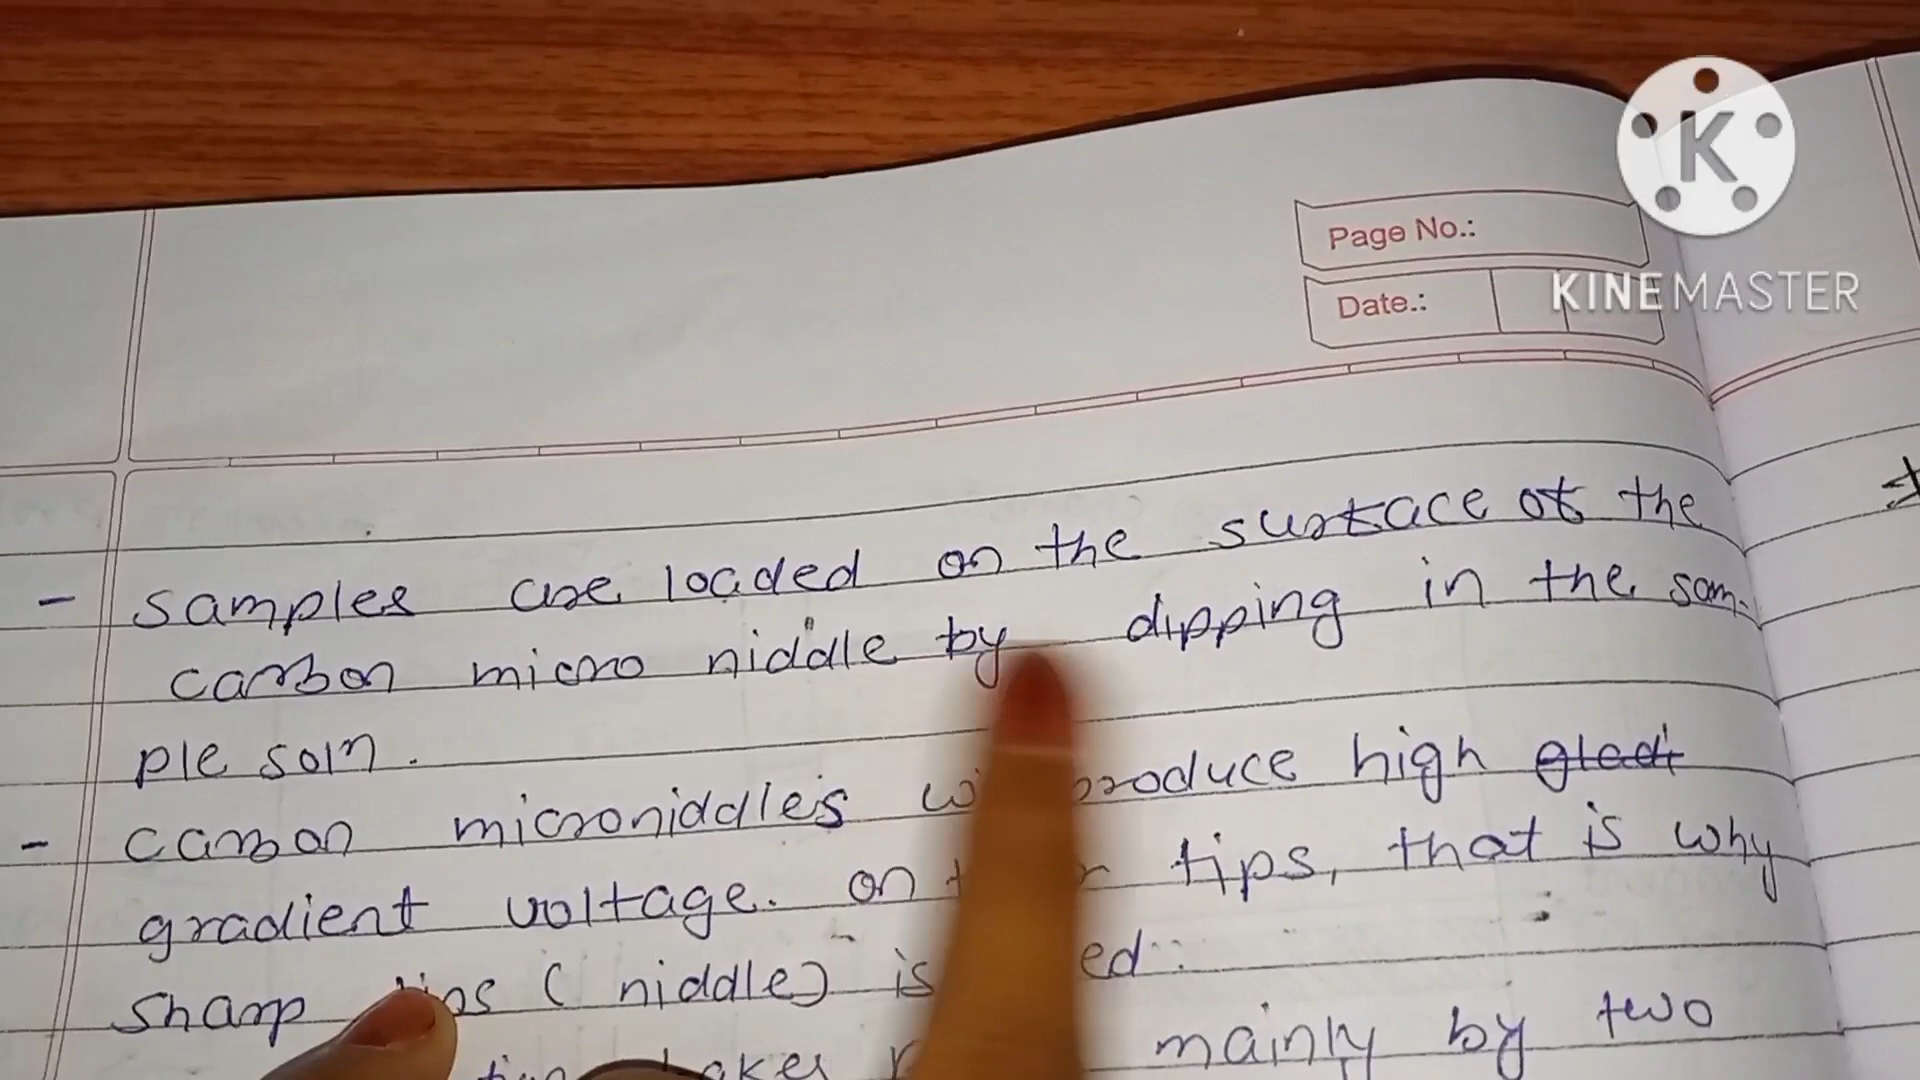 K
KINEMASTER
Page No.:
Date.:
- samples are loaded on the surface of the
carbon micro niddle by dipping in the sam-
ple soln.
- carbon microniddles produce high gledi
gradient voltage. on tips, that is why
sharp (niddle) is
mainly by two